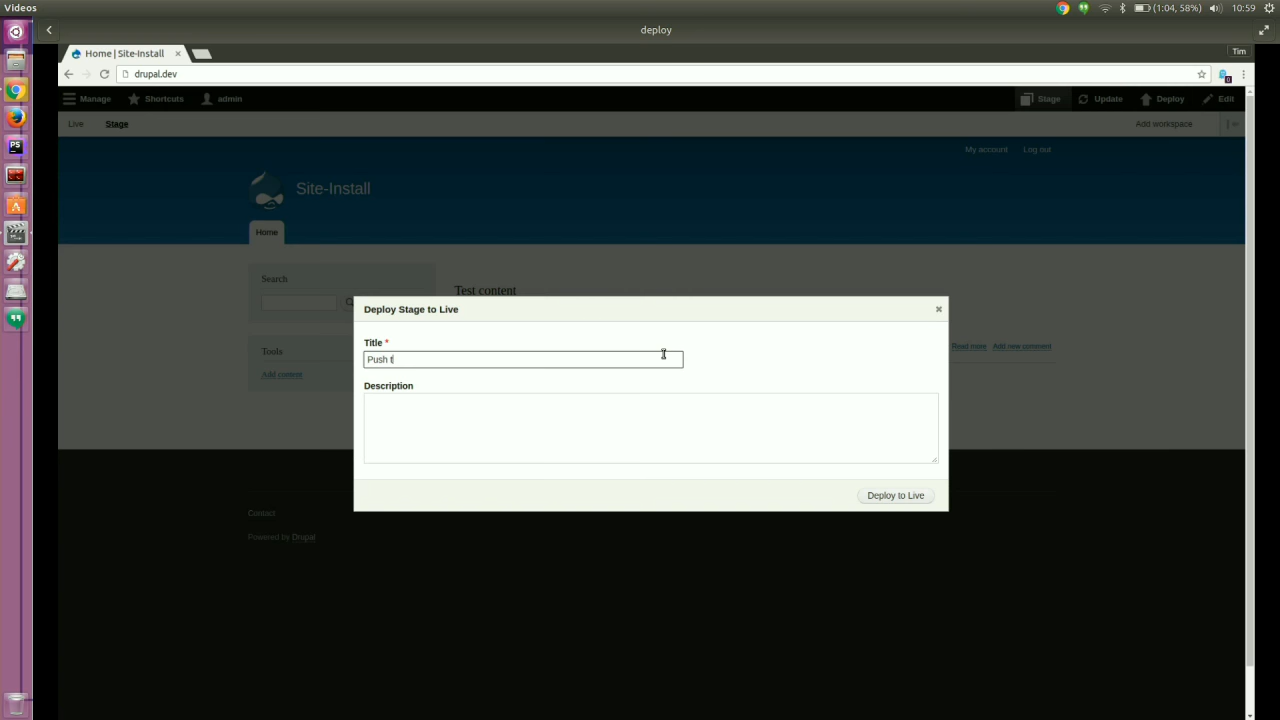 Videos
(1:04, 58%) 10:59
deploy
Home | Site-Install
Tim
drupal.dev
Manage Shortcuts admin Stage Update Deploy Edit
Live Stage Add workspace
My account Log out
Site-Install
Home
Search
Test content
Deploy Stage to Live
Title *
Push t
Tools
Read more Add new comment
Add content
Description
Deploy to Live
Contact
Powered by Drupal